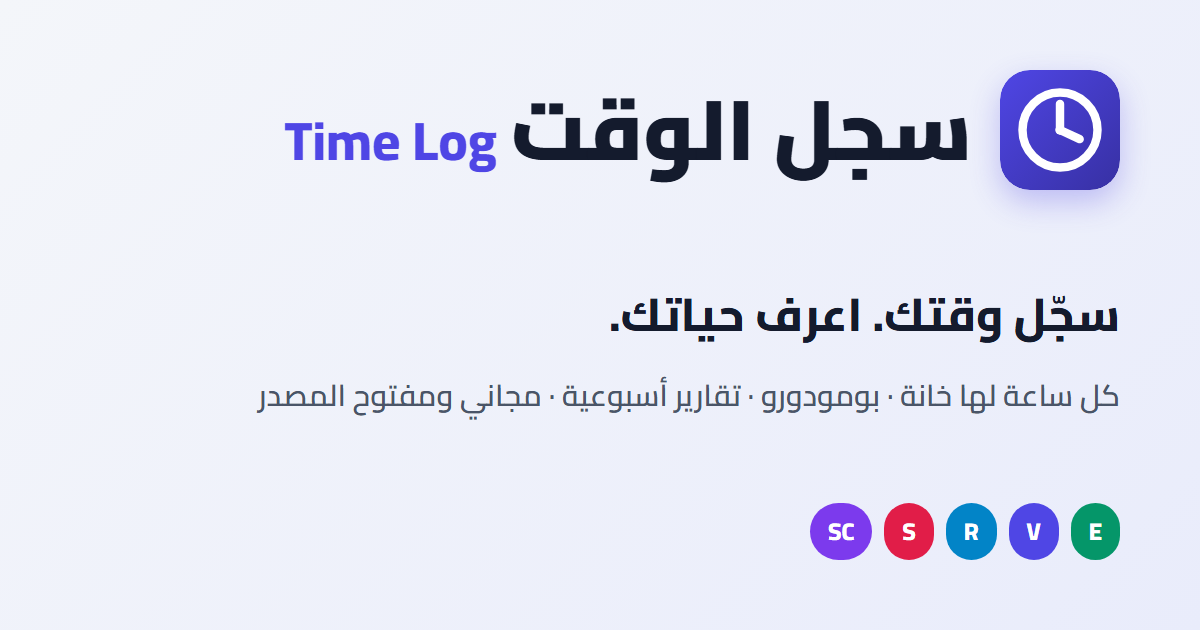 سجل الوقت Time Log
سجّل وقتك. اعرف حياتك.
كل ساعة لها خانة · بومودورو · تقارير أسبوعية · مجاني ومفتوح المصدر
E V R S SC